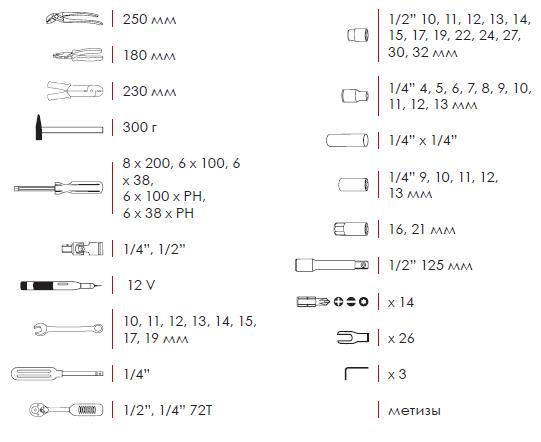 250 мм
180 мм
230 мм
300 г
8 x 200, 6 x 100, 6
x 38,
6 x 100 x PH,
6 x 38 x PH
1/4”, 1/2”
12 V
10, 11, 12, 13, 14, 15,
17, 19 мм
1/4”
1/2”, 1/4” 72T
1/2” 10, 11, 12, 13, 14,
15, 17, 19, 22, 24, 27,
30, 32 мм
1/4” 4, 5, 6, 7, 8, 9, 10,
11, 12, 13 мм
1/4” x 1/4”
1/4” 9, 10, 11, 12,
13 мм
16, 21 мм
1/2” 125 мм
x 14
x 26
x 3
метизы